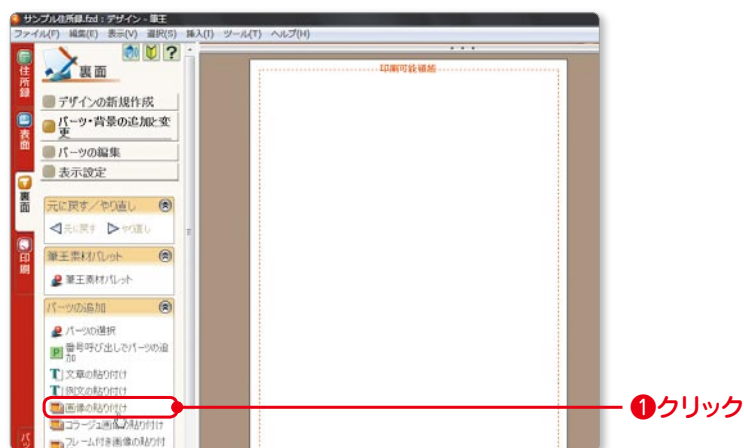 サンプル住所録.fzd : デザイン - 筆王
ファイル(F) 編集(E) 表示(V) 選択(S) 挿入(I) ツール(T) ヘルプ(H)
住所録
表面
裏面
印刷
裏面
デザインの新規作成
パーツ・背景の追加と変更
パーツの編集
表示設定
元に戻す／やり直し
元に戻す やり直し
筆王素材パレット
筆王素材パレット
パーツの追加
パーツの選択
番号呼び出しでパーツの追加
文章の貼り付け
例文の貼り付け
画像の貼り付け
コラージュ画像の貼り付け
フレーム付き画像の貼り付
印刷可能領域
❶クリック